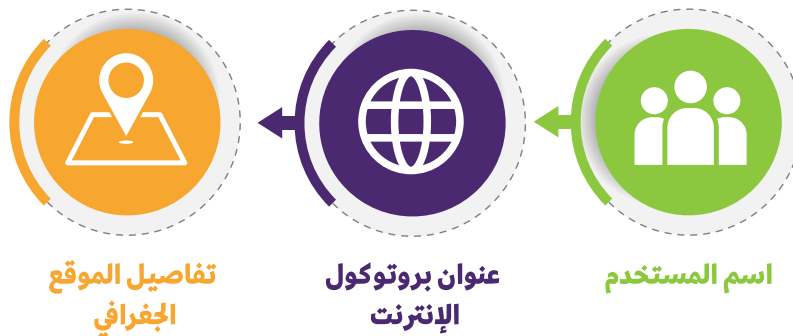 اسم المستخدم
عنوان بروتوكول
الإنترنت
تفاصيل الموقع
الجغرافي